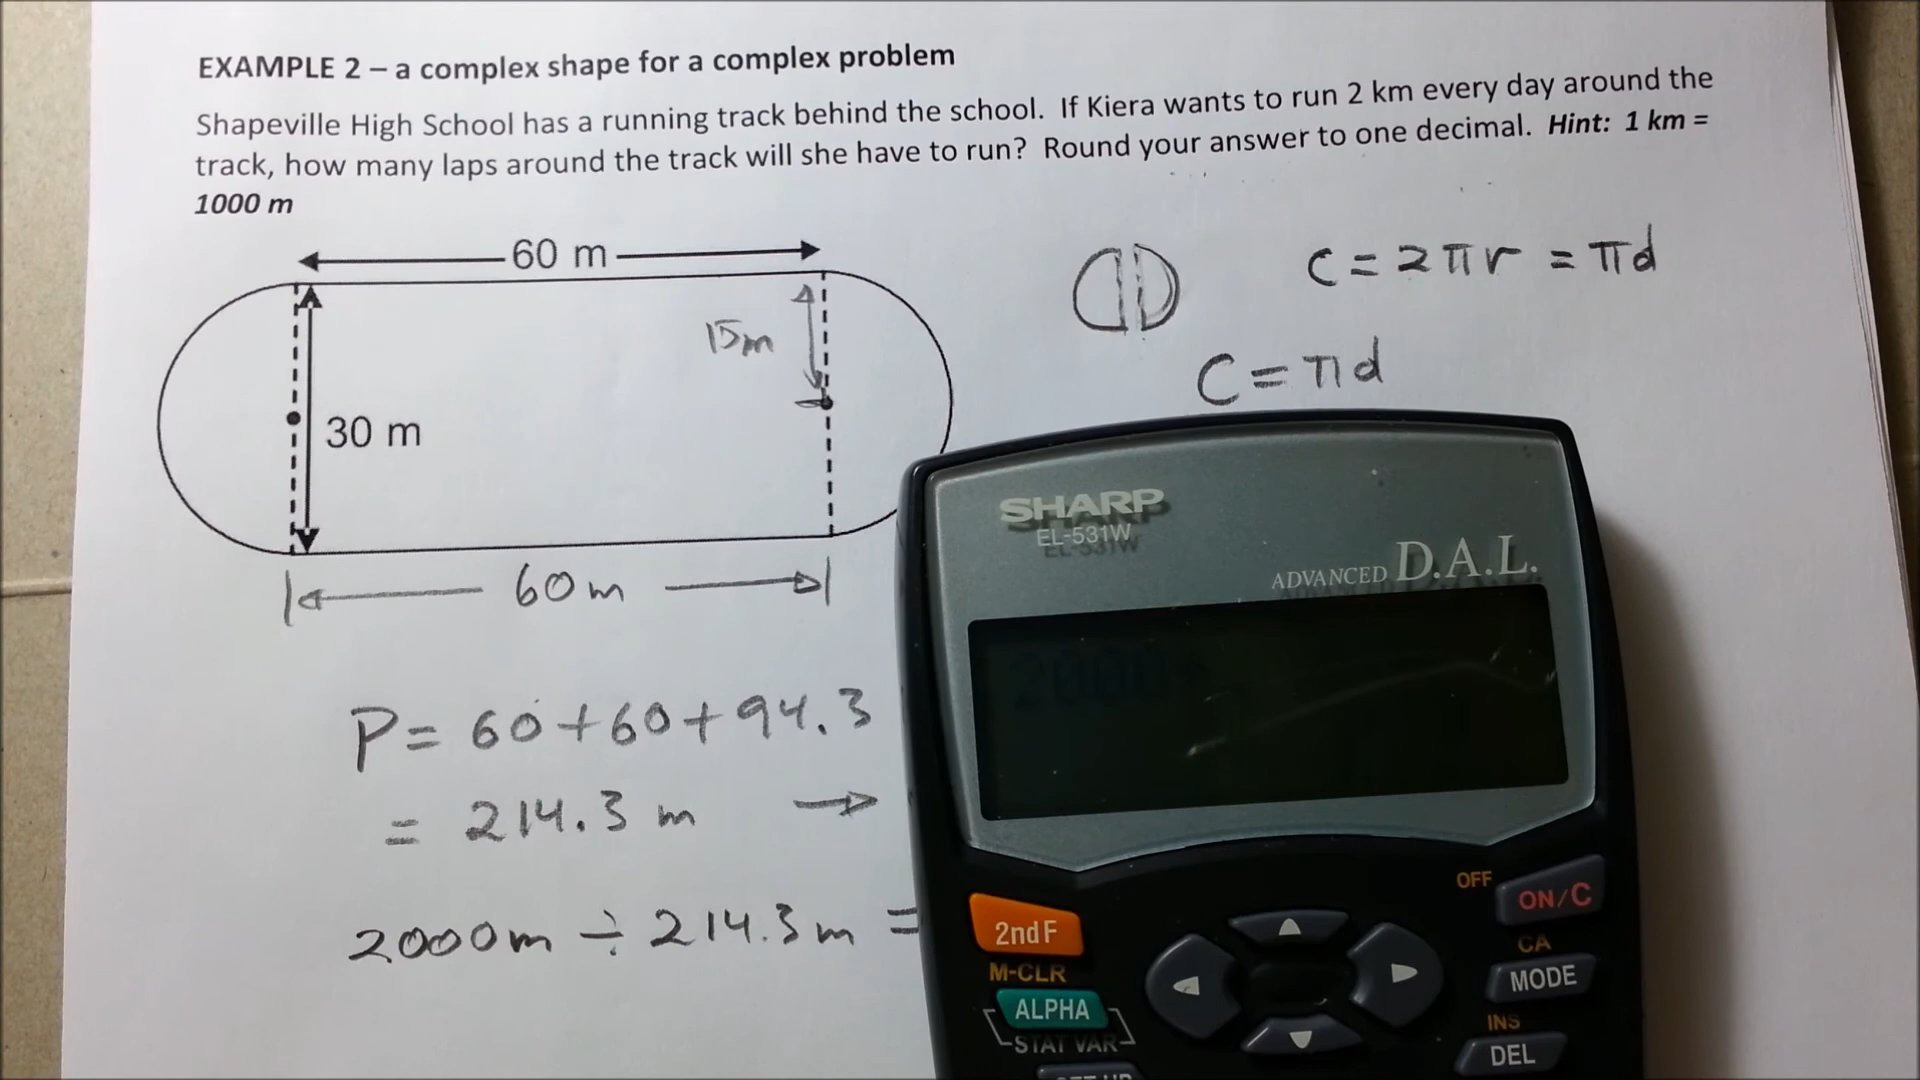 EXAMPLE 2 – a complex shape for a complex problem
Shapeville High School has a running track behind the school. If Kiera wants to run 2 km every day around the
track, how many laps around the track will she have to run? Round your answer to one decimal. Hint: 1 km =
1000 m
60 m
C = 2πr = πd
15m
C = πd
30 m
60m
P = 60 + 60 + 94.3
= 214.3 m →
2000m ÷ 214.3m =
SHARP
EL-531W
ADVANCED D.A.L.
2000
OFF
2ndF
ON/C
M-CLR
CA
ALPHA
MODE
STAT VAR
INS
DEL